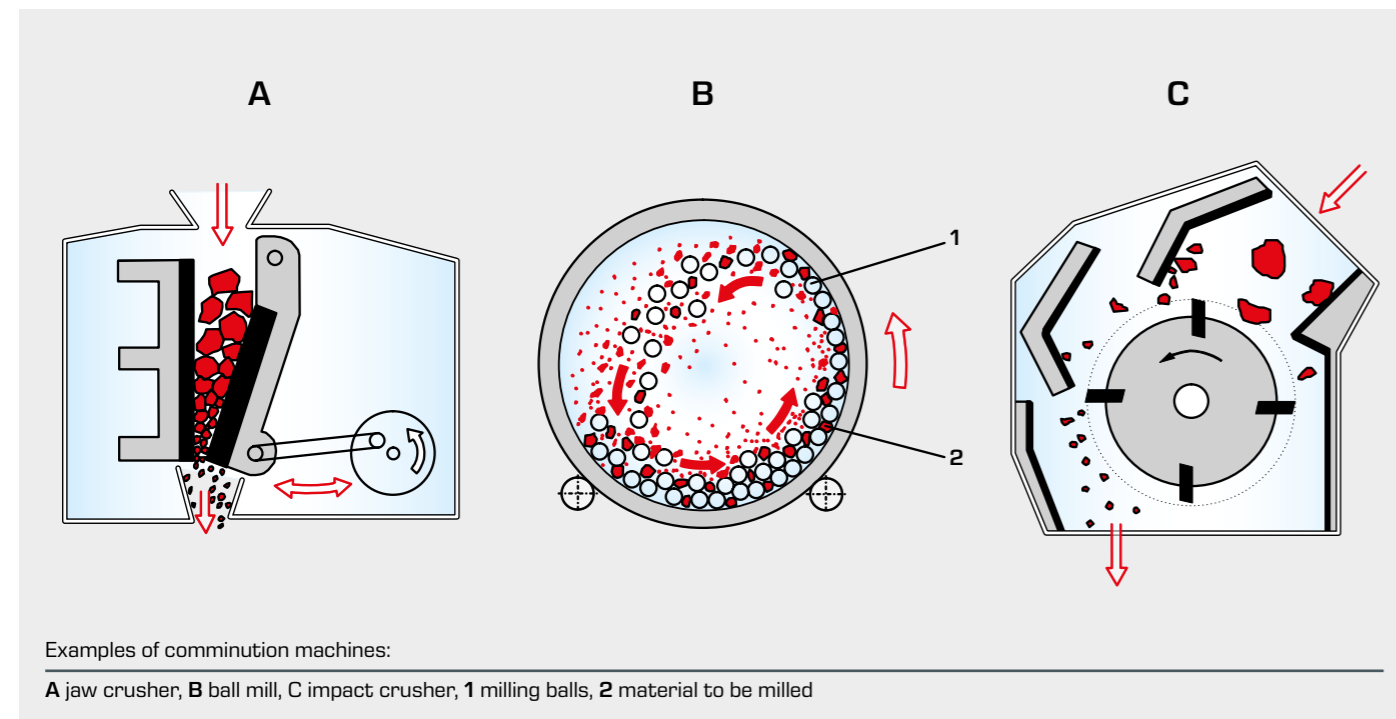 A
B
C
1
2
Examples of comminution machines:
A jaw crusher, B ball mill, C impact crusher, 1 milling balls, 2 material to be milled